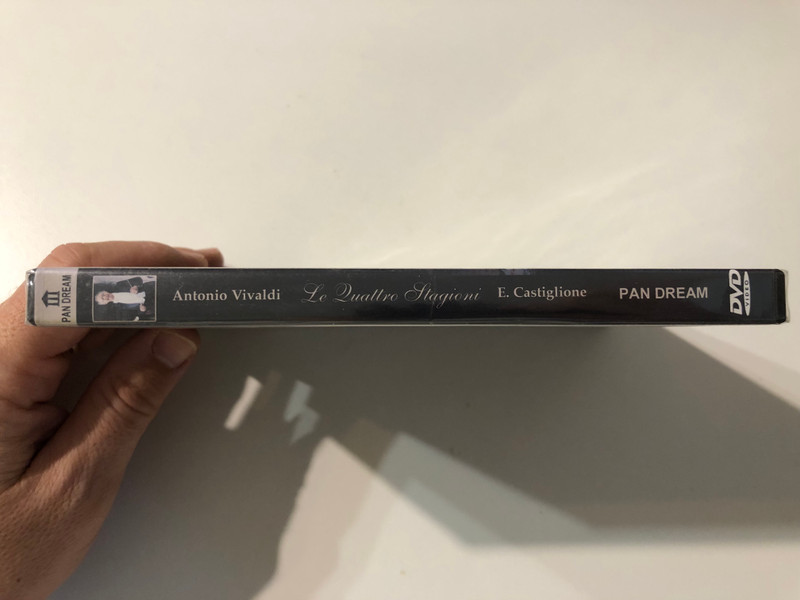 PAN DREAM
Antonio Vivaldi Le Quattro Stagioni E. Castiglione PAN DREAM DVD VIDEO